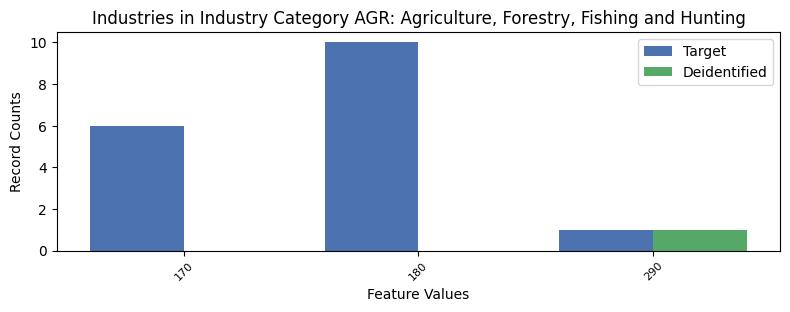 Industries in Industry Category AGR: Agriculture, Forestry, Fishing and Hunting
Target
Deidentified
Record Counts
10
8
6
4
2
0
170
180
290
Feature Values